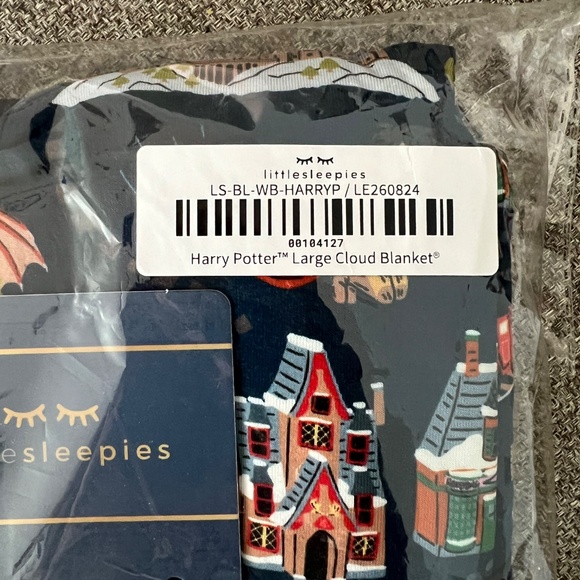 littlesleepies
LS-BL-WB-HARRYP / LE260824
00104127
Harry Potter™ Large Cloud Blanket®
esleepies